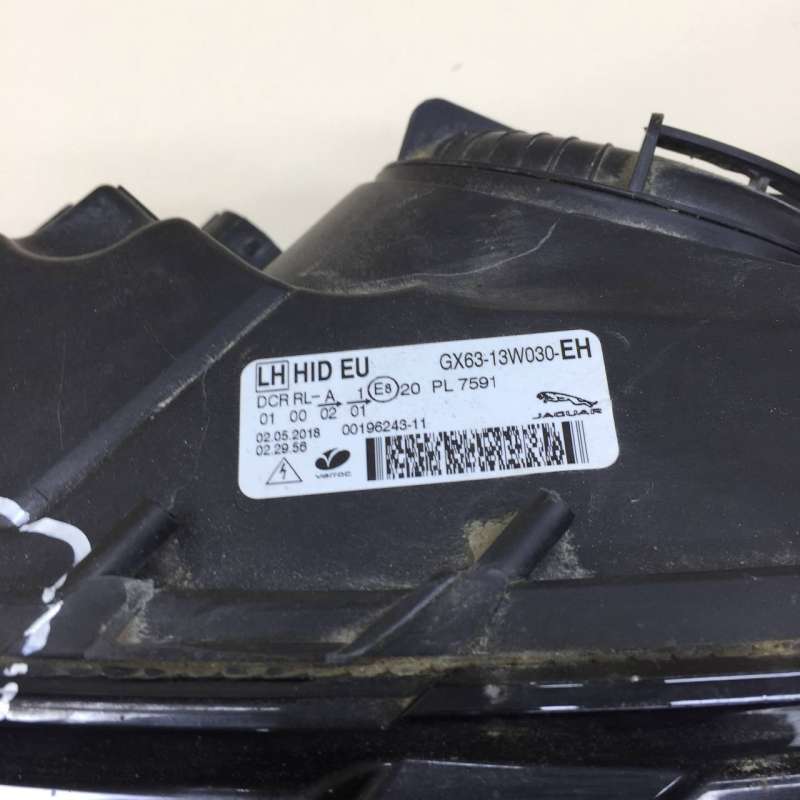 LH HID EU GX63-13W030-EH
DCR RL- A 1 E8 20 PL 7591
01 00 02 01
02.05.2018 00196243-11
02.29.56
JAGUAR